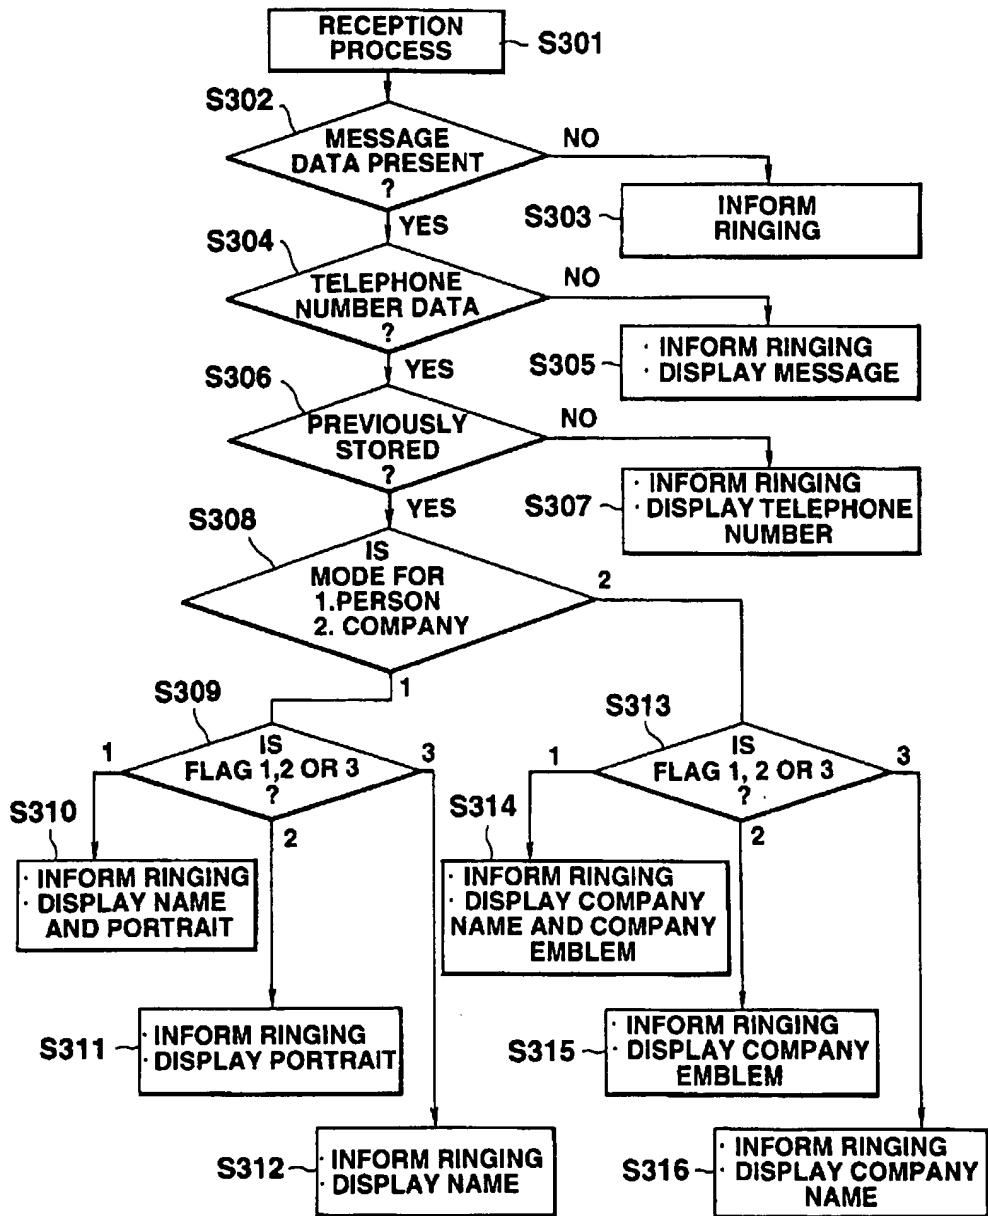 RECEPTION
PROCESS
S301
S302
MESSAGE
DATA PRESENT
?
NO
YES
S303
INFORM
RINGING
S304
TELEPHONE
NUMBER DATA
?
NO
YES
S305
· INFORM RINGING
· DISPLAY MESSAGE
S306
PREVIOUSLY
STORED
?
NO
YES
S307
· INFORM RINGING
· DISPLAY TELEPHONE
NUMBER
S308
IS
MODE FOR
1.PERSON
2. COMPANY
2
1
S309
IS
FLAG 1,2 OR 3
?
1
3
2
S313
IS
FLAG 1, 2 OR 3
?
1
3
2
S310
· INFORM RINGING
· DISPLAY NAME
AND PORTRAIT
S314
· INFORM RINGING
· DISPLAY COMPANY
NAME AND COMPANY
EMBLEM
S311
· INFORM RINGING
· DISPLAY PORTRAIT
S315
· INFORM RINGING
· DISPLAY COMPANY
EMBLEM
S312
· INFORM RINGING
· DISPLAY NAME
S316
· INFORM RINGING
· DISPLAY COMPANY
NAME